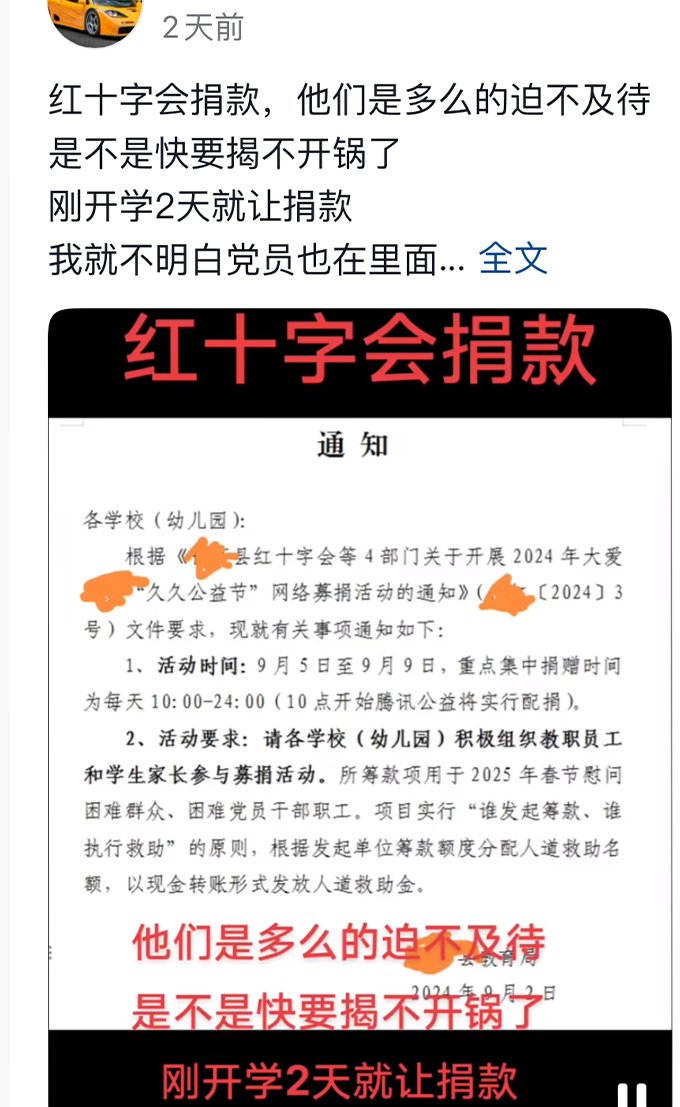 2天前
红十字会捐款，他们是多么的迫不及待
是不是快要揭不开锅了
刚开学2天就让捐款
我就不明白党员也在里面... 全文
红十字会捐款
通 知
各学校（幼儿园）：
根据《县红十字会等4部门关于开展2024年大爱
“久久公益节”网络募捐活动的通知》（〔2024〕3
号）文件要求，现就有关事项通知如下：
1、活动时间：9月5日至9月9日，重点集中捐赠时间
为每天10:00-24:00（10点开始腾讯公益将实行配捐）。
2、活动要求：请各学校（幼儿园）积极组织教职员工
和学生家长参与募捐活动。所筹款项用于2025年春节慰问
困难群众、困难党员干部职工。项目实行“谁发起筹款、谁
执行救助”的原则，根据发起单位筹款额度分配人道救助名
额，以现金转账形式发放人道救助金。
他们是多么的迫不及待
县教育局
2024年9月2日
是不是快要揭不开锅了
刚开学2天就让捐款